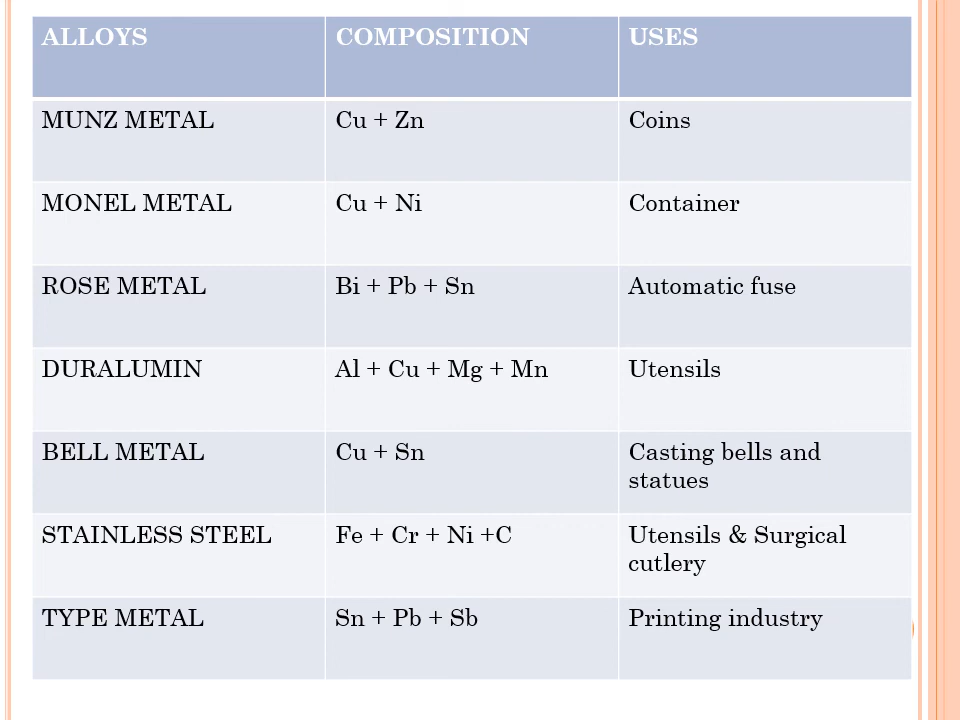 ALLOYS COMPOSITION USES
MUNZ METAL Cu + Zn Coins
MONEL METAL Cu + Ni Container
ROSE METAL Bi + Pb + Sn Automatic fuse
DURALUMIN Al + Cu + Mg + Mn Utensils
BELL METAL Cu + Sn Casting bells and
statues
STAINLESS STEEL Fe + Cr + Ni +C Utensils & Surgical
cutlery
TYPE METAL Sn + Pb + Sb Printing industry